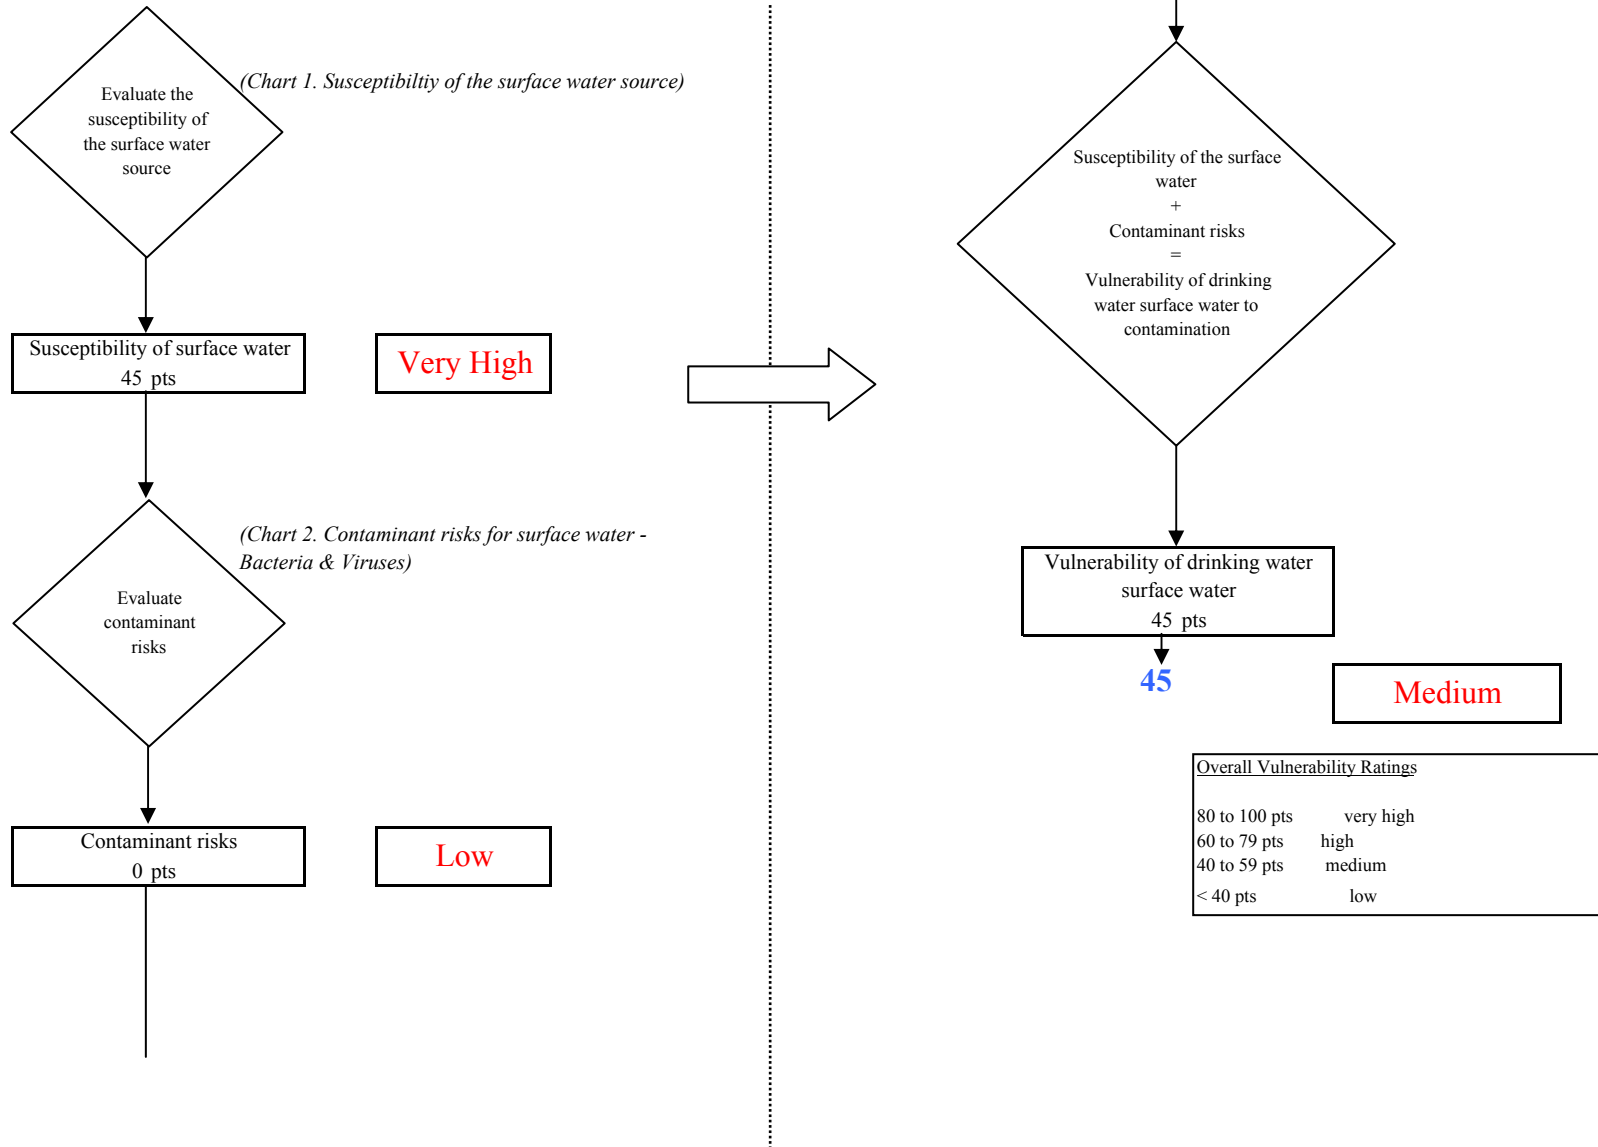 Evaluate the
susceptibility of
the surface water
source
(Chart 1. Susceptibiltiy of the surface water source)
Susceptibility of surface water
45 pts
Very High
(Chart 2. Contaminant risks for surface water -
Bacteria & Viruses)
Evaluate
contaminant
risks
Contaminant risks
0 pts
Low
Susceptibility of the surface
water
+
Contaminant risks
=
Vulnerability of drinking
water surface water to
contamination
Vulnerability of drinking water
surface water
45 pts
45
Medium
Overall Vulnerability Ratings
80 to 100 pts very high
60 to 79 pts high
40 to 59 pts medium
< 40 pts low